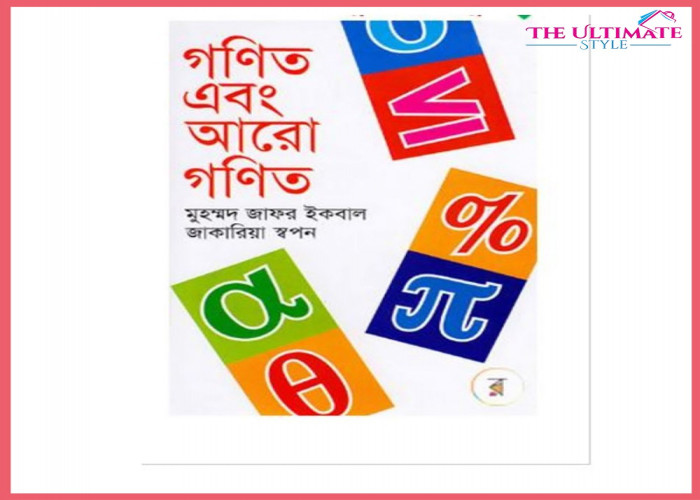 THE ULTIMATE
STYLE
গণিত
এবং
আরো
গণিত
মুহম্মদ জাফর ইকবাল
জাকারিয়া স্বপন
σ
≤
%
π
α
θ
র